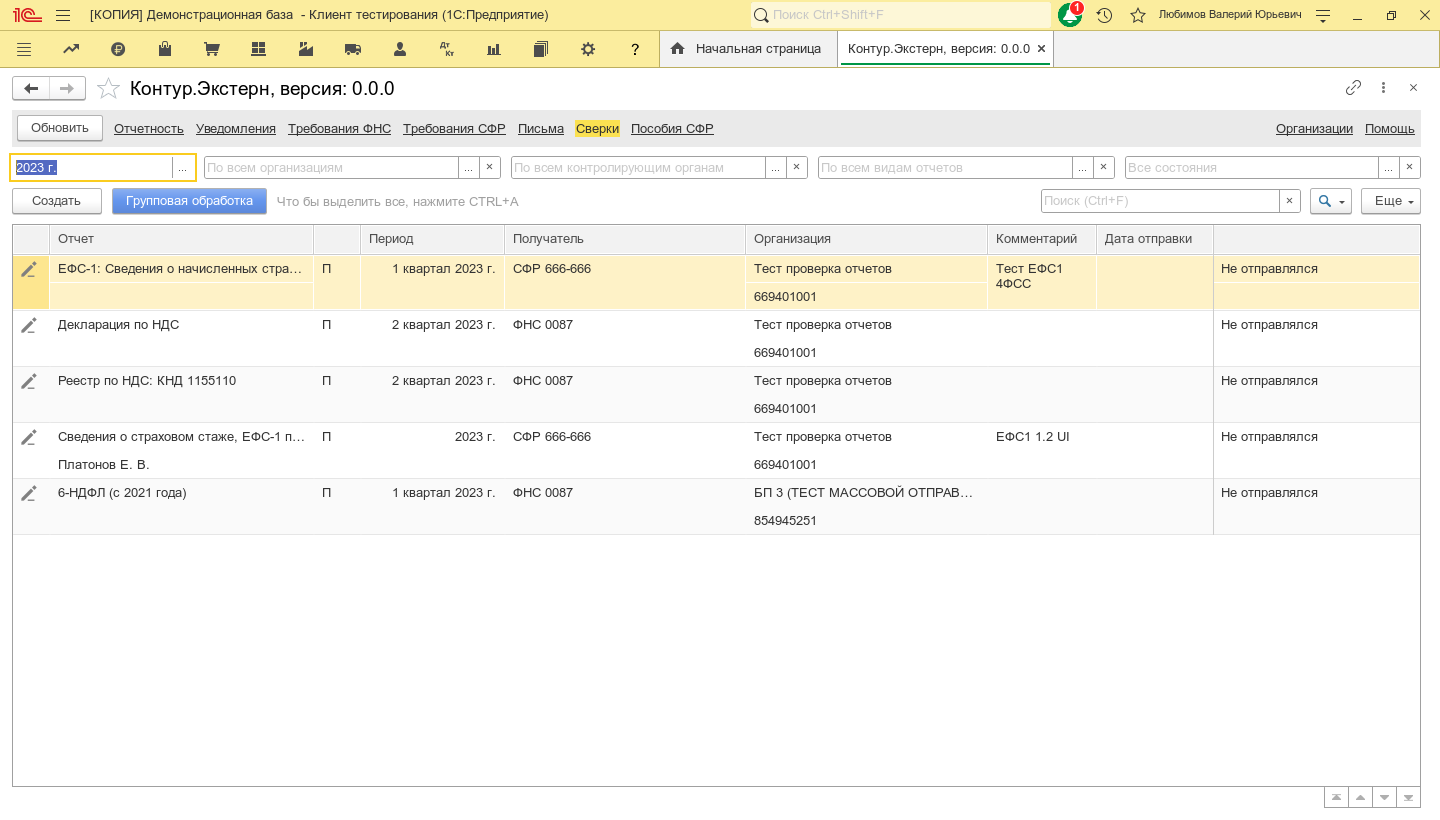 [КОПИЯ] Демонстрационная база - Клиент тестирования (1С:Предприятие) Поиск Ctrl+Shift+F 1 Любимов Валерий Юрьевич
Дт Кт ? Начальная страница Контур.Экстерн, версия: 0.0.0
Контур.Экстерн, версия: 0.0.0
Обновить Отчетность Уведомления Требования ФНС Требования СФР Письма Сверки Пособия СФР Организации Помощь
2023 г. ... По всем организациям ... × По всем контролирующим органам ... × По всем видам отчетов ... × Все состояния ... ×
Создать Групповая обработка Что бы выделить все, нажмите CTRL+A Поиск (Ctrl+F) × Еще
Отчет Период Получатель Организация Комментарий Дата отправки
ЕФС-1: Сведения о начисленных стра... П 1 квартал 2023 г. СФР 666-666 Тест проверка отчетов Тест ЕФС1 Не отправлялся
4ФСС
669401001
Декларация по НДС П 2 квартал 2023 г. ФНС 0087 Тест проверка отчетов Не отправлялся
669401001
Реестр по НДС: КНД 1155110 П 2 квартал 2023 г. ФНС 0087 Тест проверка отчетов Не отправлялся
669401001
Сведения о страховом стаже, ЕФС-1 п... П 2023 г. СФР 666-666 Тест проверка отчетов ЕФС1 1.2 UI Не отправлялся
Платонов Е. В. 669401001
6-НДФЛ (с 2021 года) П 1 квартал 2023 г. ФНС 0087 БП 3 (ТЕСТ МАССОВОЙ ОТПРАВ... Не отправлялся
854945251